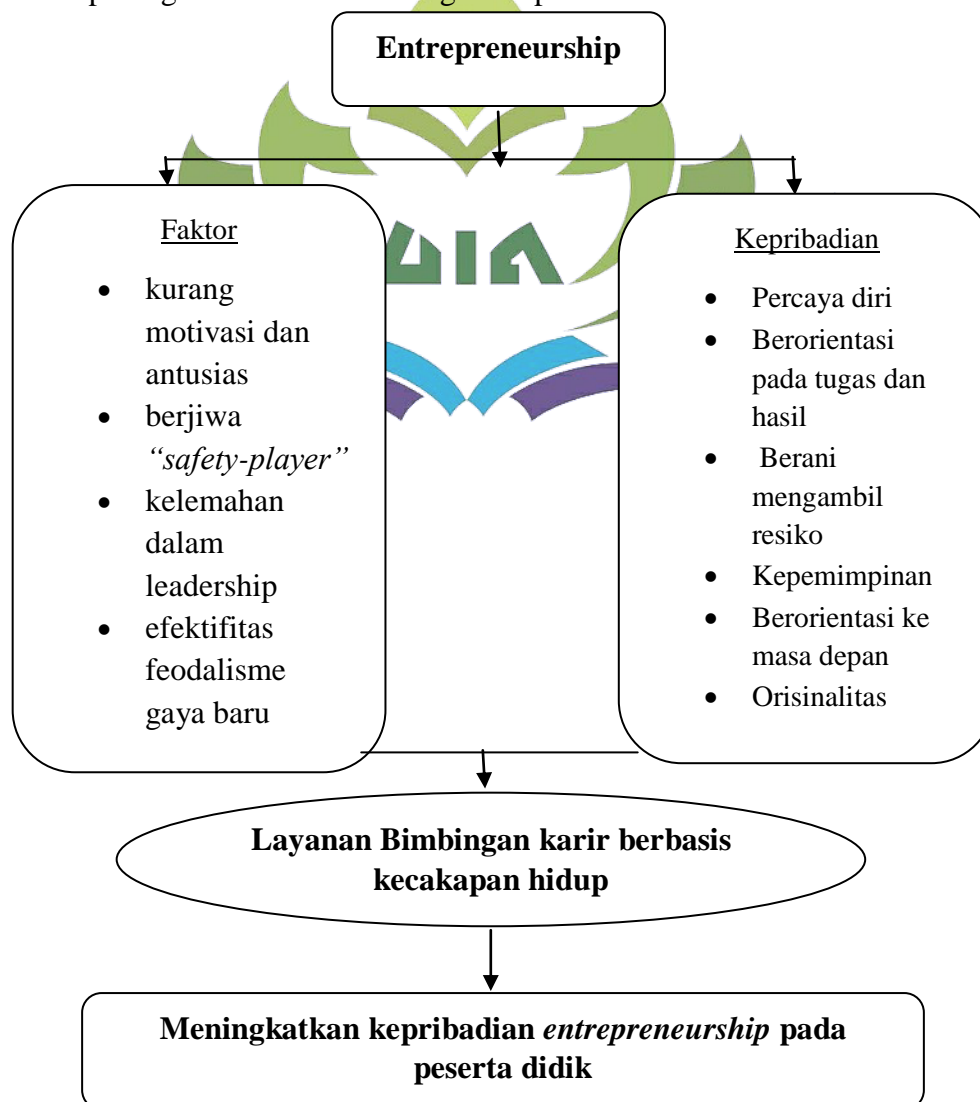 Entrepreneurship
Faktor
• kurang
motivasi dan
antusias
• berjiwa
“safety-player”
• kelemahan
dalam
leadership
• efektifitas
feodalisme
gaya baru
Kepribadian
• Percaya diri
• Berorientasi
pada tugas dan
hasil
• Berani
mengambil
resiko
• Kepemimpinan
• Berorientasi ke
masa depan
• Orisinalitas
Layanan Bimbingan karir berbasis
kecakapan hidup
Meningkatkan kepribadian entrepreneurship pada
peserta didik